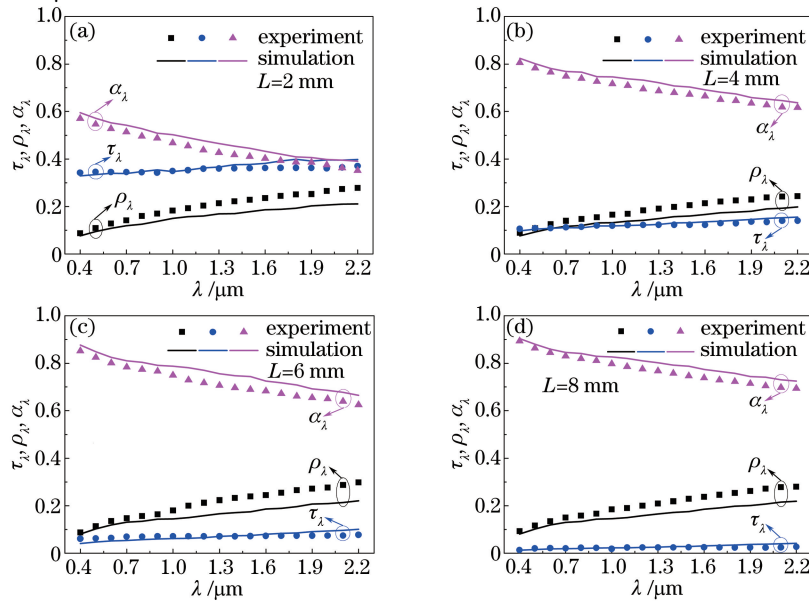 (a)
experiment
simulation
L=2 mm
α_λ
τ_λ
ρ_λ
τ_λ, ρ_λ, α_λ
1.0
0.8
0.6
0.4
0.2
0
0.4 0.7 1.0 1.3 1.6 1.9 2.2
λ /μm
(b)
experiment
simulation
L=4 mm
α_λ
ρ_λ
τ_λ
τ_λ, ρ_λ, α_λ
1.0
0.8
0.6
0.4
0.2
0
0.4 0.7 1.0 1.3 1.6 1.9 2.2
λ /μm
(c)
experiment
simulation
L=6 mm
α_λ
ρ_λ
τ_λ
τ_λ, ρ_λ, α_λ
1.0
0.8
0.6
0.4
0.2
0
0.4 0.7 1.0 1.3 1.6 1.9 2.2
λ /μm
(d)
experiment
simulation
L=8 mm
α_λ
ρ_λ
τ_λ
τ_λ, ρ_λ, α_λ
1.0
0.8
0.6
0.4
0.2
0
0.4 0.7 1.0 1.3 1.6 1.9 2.2
λ /μm